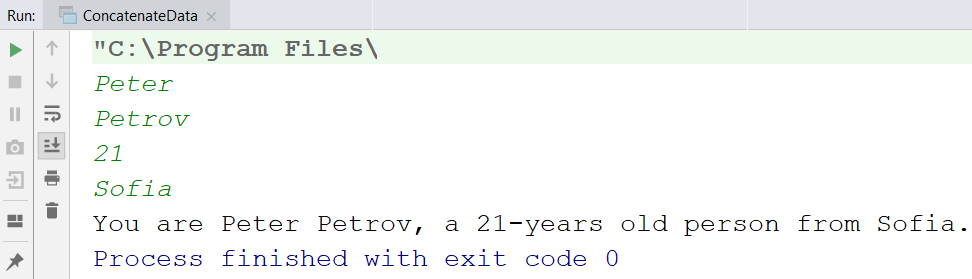 Run: ConcatenateData
"C:\Program Files\
Peter
Petrov
21
Sofia
You are Peter Petrov, a 21-years old person from Sofia.
Process finished with exit code 0